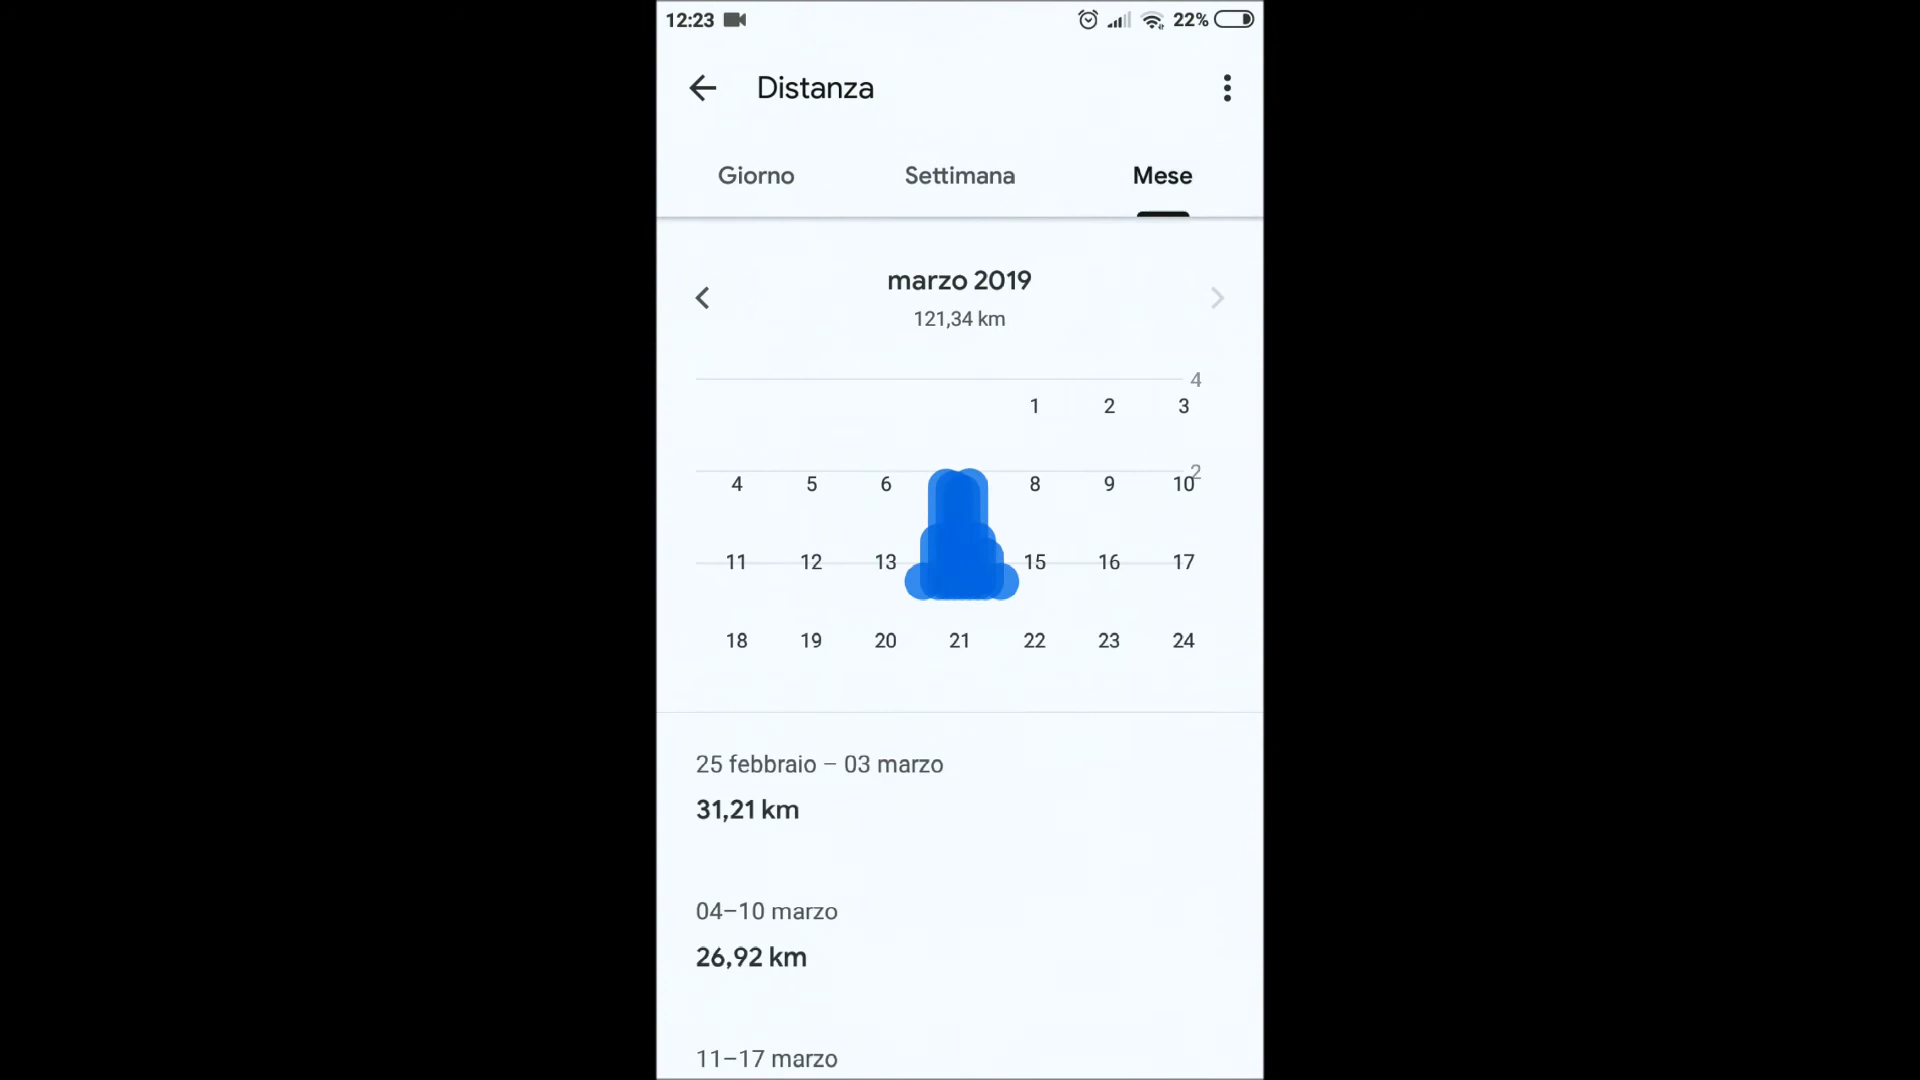 12:23 22%
Distanza
Giorno Settimana Mese
marzo 2019
121,34 km
4
1 2 3
2
4 5 6 8 9 10
11 12 13 15 16 17
18 19 20 21 22 23 24
25 febbraio – 03 marzo
31,21 km
04–10 marzo
26,92 km
11–17 marzo